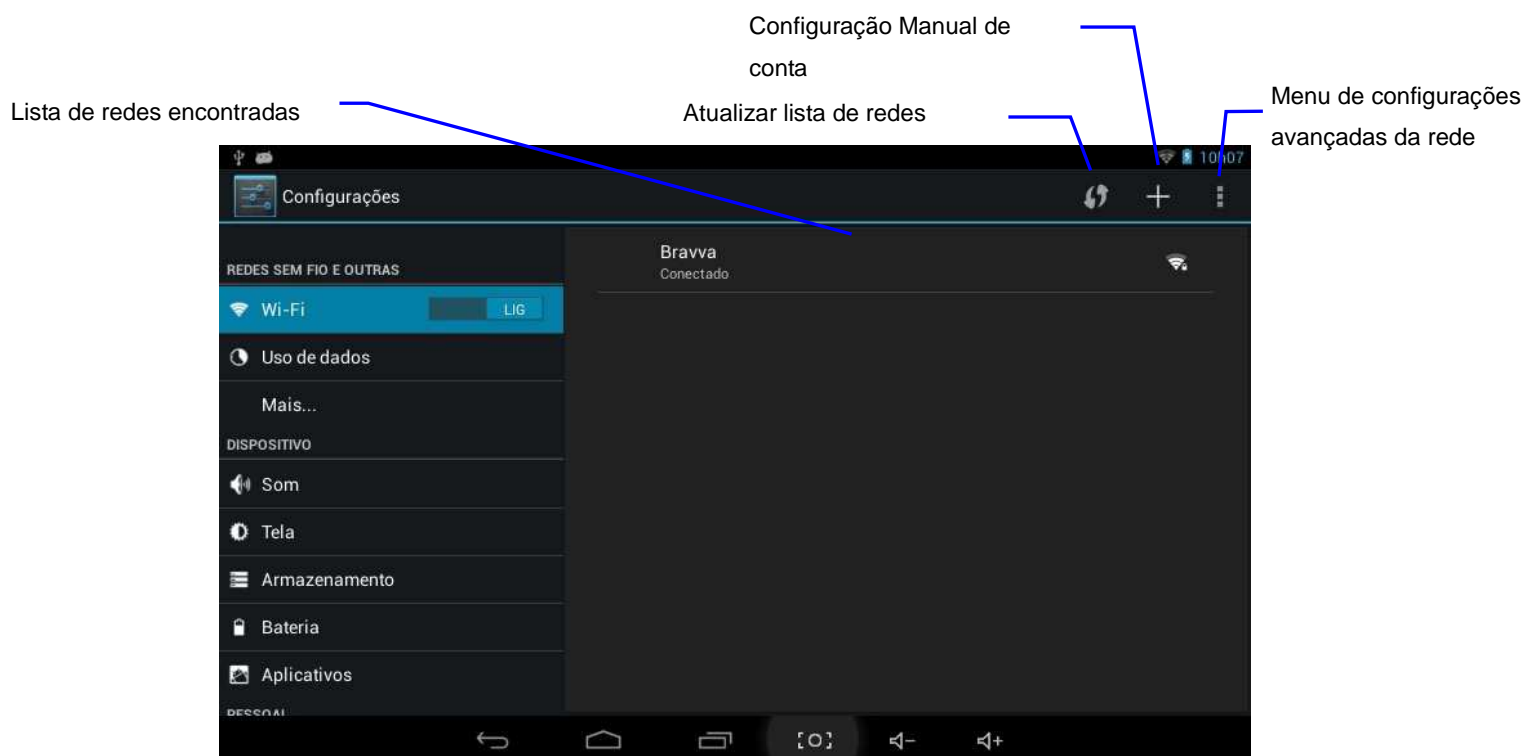 Configuração Manual de
conta
Lista de redes encontradas
Atualizar lista de redes
Menu de configurações
avançadas da rede
10h07
Configurações
REDES SEM FIO E OUTRAS
Wi-Fi
LIG
Uso de dados
Mais...
DISPOSITIVO
Som
Tela
Armazenamento
Bateria
Aplicativos
PESSOAL
Bravva
Conectado